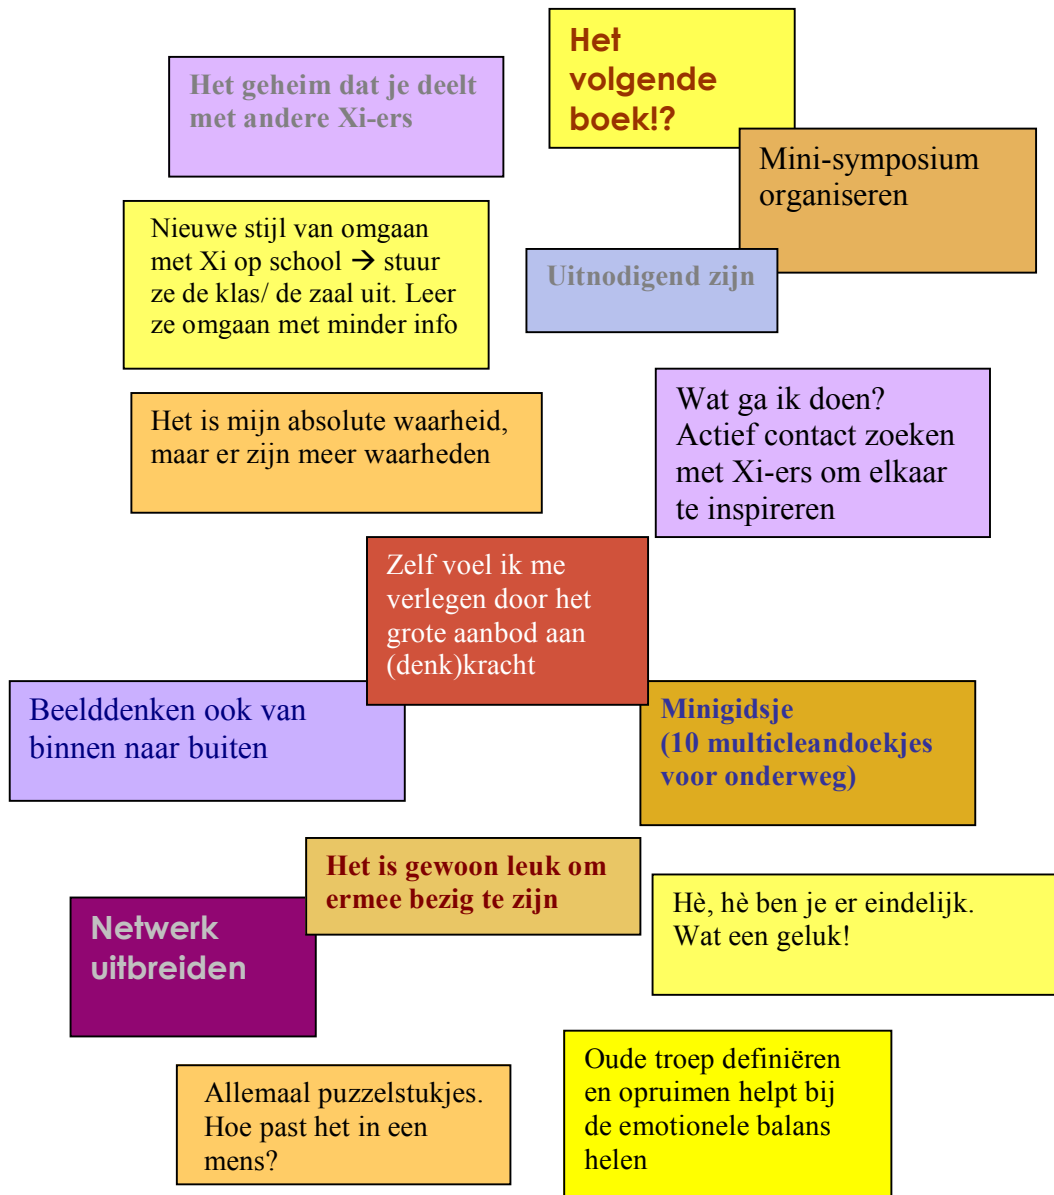 Het
volgende
boek!?
Het geheim dat je deelt
met andere Xi-ers
Mini-symposium
organiseren
Nieuwe stijl van omgaan
met Xi op school → stuur
ze de klas/ de zaal uit. Leer
ze omgaan met minder info
Uitnodigend zijn
Het is mijn absolute waarheid,
maar er zijn meer waarheden
Wat ga ik doen?
Actief contact zoeken
met Xi-ers om elkaar
te inspireren
Zelf voel ik me
verlegen door het
grote aanbod aan
(denk)kracht
Beelddenken ook van
binnen naar buiten
Minigidsje
(10 multicleandoekjes
voor onderweg)
Het is gewoon leuk om
ermee bezig te zijn
Hè, hè ben je er eindelijk.
Wat een geluk!
Netwerk
uitbreiden
Oude troep definiëren
en opruimen helpt bij
de emotionele balans
helen
Allemaal puzzelstukjes.
Hoe past het in een
mens?